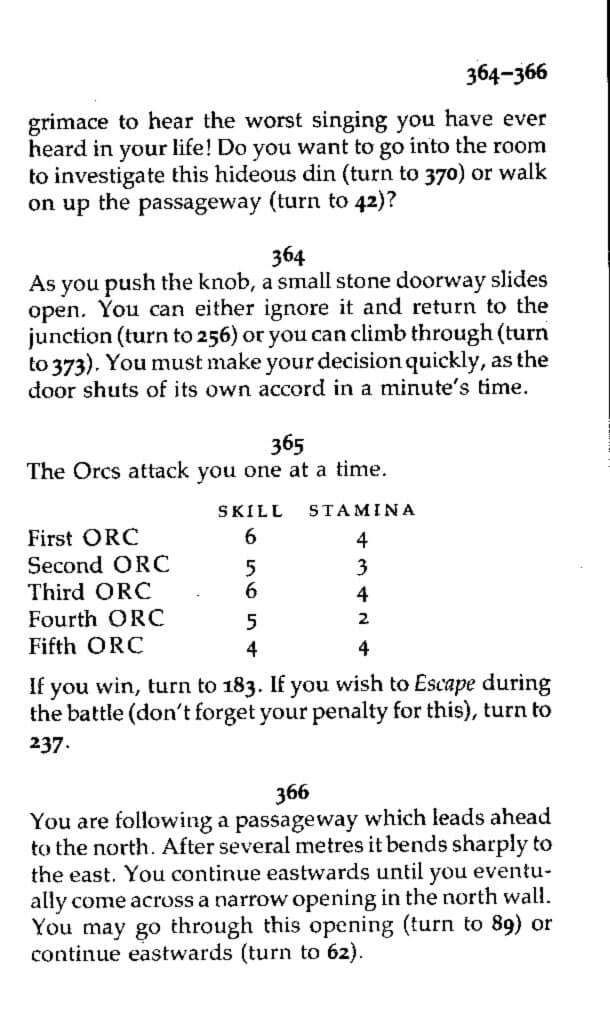 364–366
grimace to hear the worst singing you have ever
heard in your life! Do you want to go into the room
to investigate this hideous din (turn to 370) or walk
on up the passageway (turn to 42)?
364
As you push the knob, a small stone doorway slides
open. You can either ignore it and return to the
junction (turn to 256) or you can climb through (turn
to 373). You must make your decision quickly, as the
door shuts of its own accord in a minute's time.
365
The Orcs attack you one at a time.
SKILL STAMINA
First ORC 6 4
Second ORC 5 3
Third ORC 6 4
Fourth ORC 5 2
Fifth ORC 4 4
If you win, turn to 183. If you wish to Escape during
the battle (don't forget your penalty for this), turn to
237.
366
You are following a passageway which leads ahead
to the north. After several metres it bends sharply to
the east. You continue eastwards until you eventu-
ally come across a narrow opening in the north wall.
You may go through this opening (turn to 89) or
continue eastwards (turn to 62).